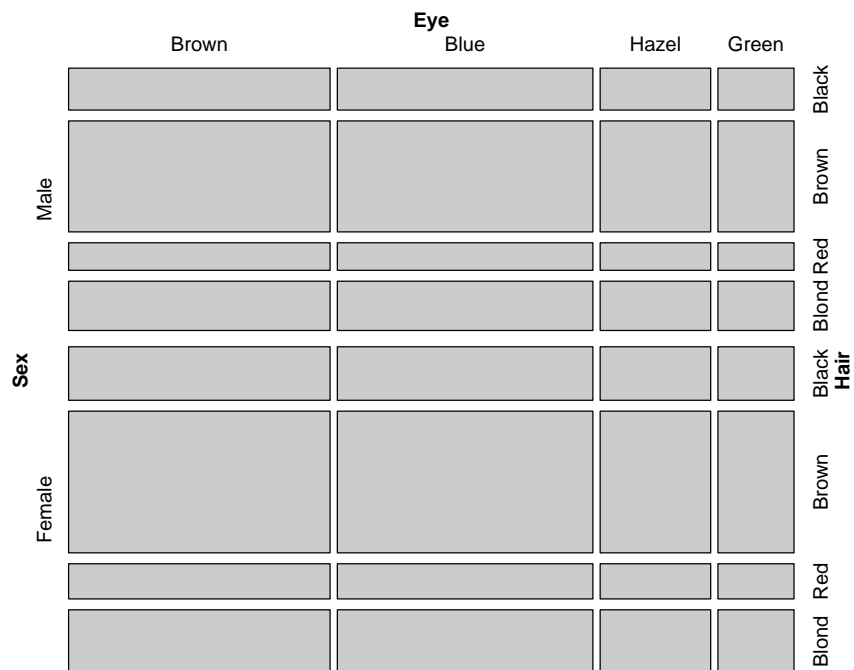 Eye
Brown Blue Hazel Green
Sex
Male
Female
Black
Brown
Red
Blond
Black
Brown
Red
Blond
Hair